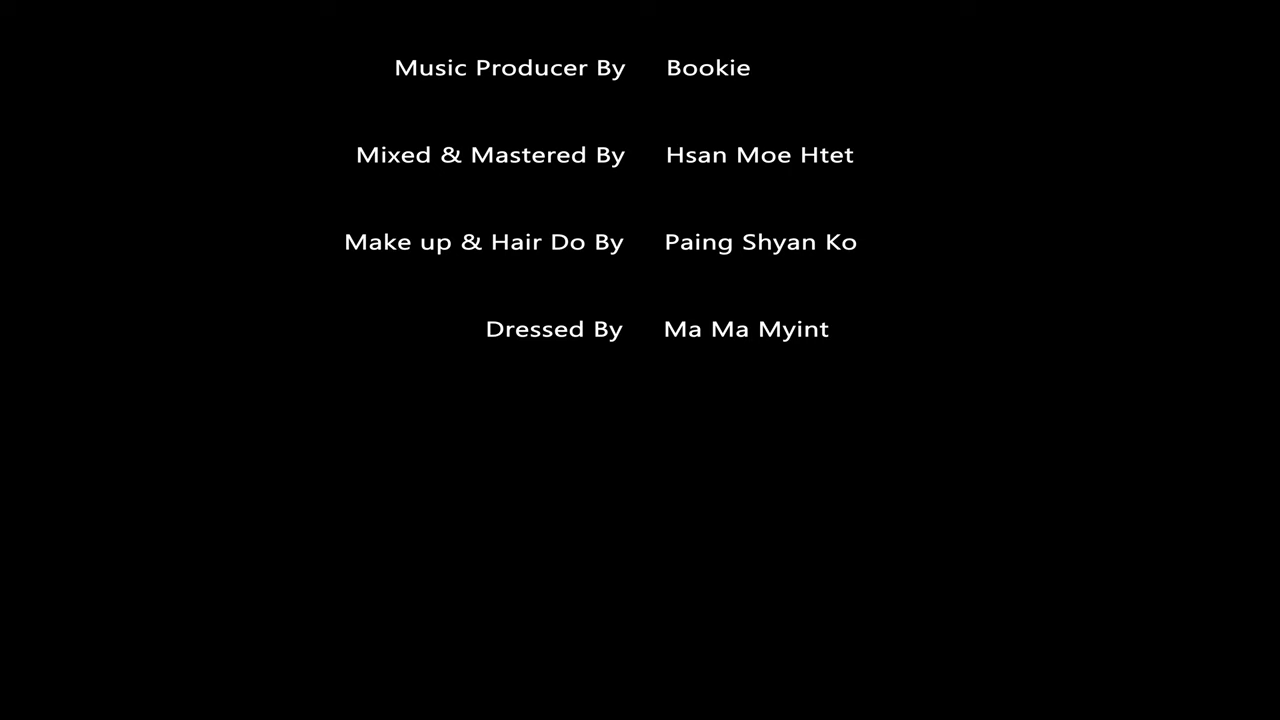 Music Producer By Bookie
Mixed & Mastered By Hsan Moe Htet
Make up & Hair Do By Paing Shyan Ko
Dressed By Ma Ma Myint